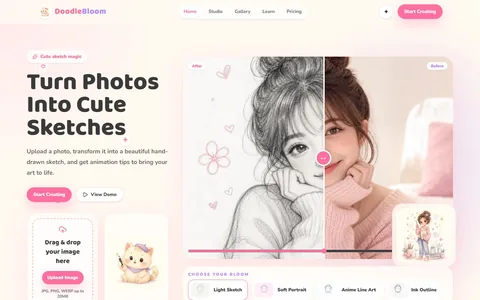 DoodleBloom
Home
Studio
Gallery
Learn
Pricing
Start Creating
Cute sketch magic
Turn Photos
Into Cute
Sketches
Upload a photo, transform it into a beautiful hand-
drawn sketch, and get animation tips to bring your
art to life.
Start Creating
View Demo
Drag & drop
your image
here
Upload Image
JPG, PNG, WEBP up to
20MB
After
Before
CHOOSE YOUR BLOOM
Light Sketch
Soft Portrait
Anime Line Art
Ink Outline